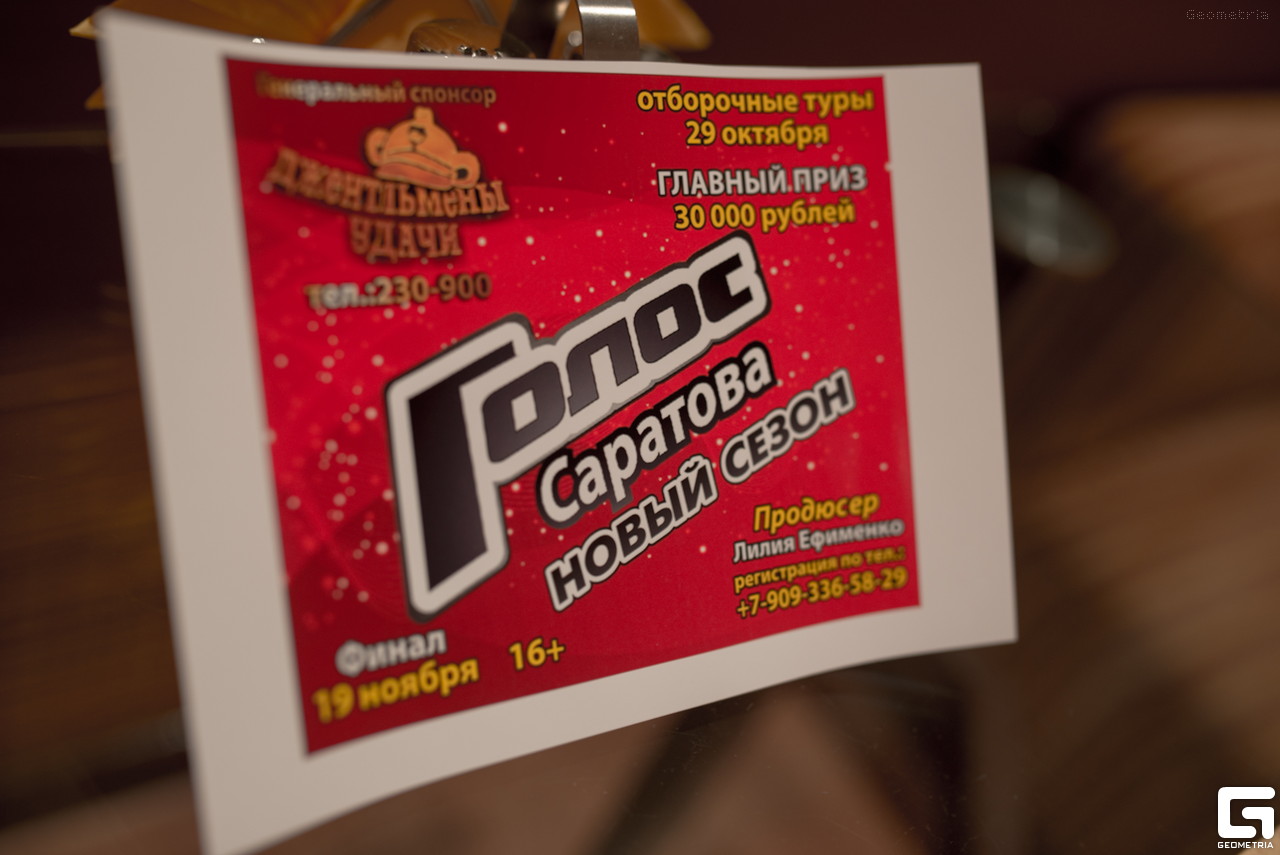 Geometria
Генеральный спонсор
Джентльмены
удачи
тел.:230-900
отборочные туры
29 октября
ГЛАВНЫЙ ПРИЗ
30 000 рублей
Голос
Саратова
НОВЫЙ СЕЗОН
Продюсер
Лилия Ефименко
регистрация по тел.:
+7-909-336-58-29
Финал
19 ноября
16+
GEOMETRIA